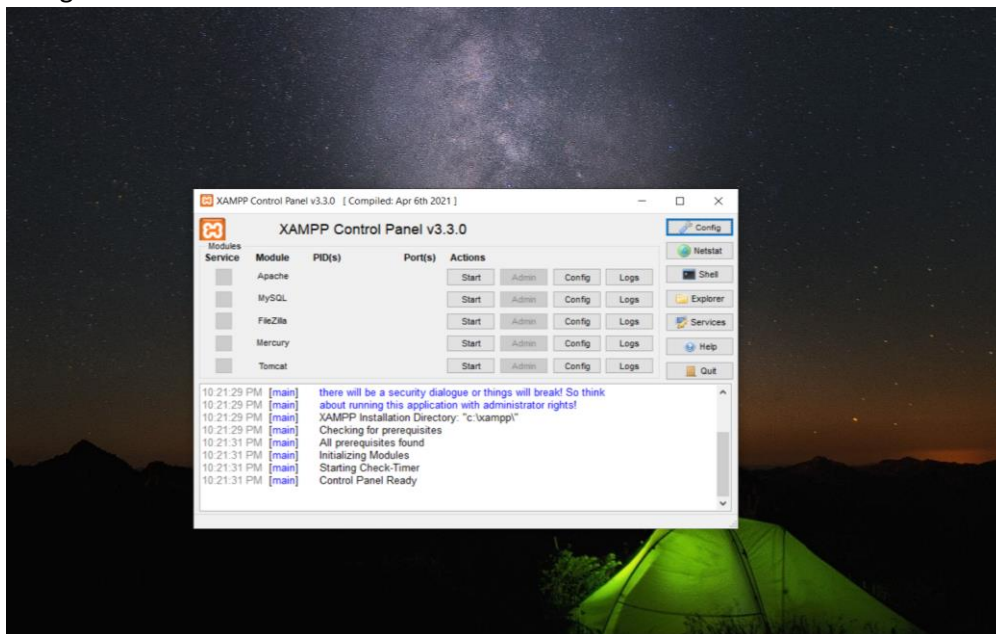 XAMPP Control Panel v3.3.0 [ Compiled: Apr 6th 2021 ]
XAMPP Control Panel v3.3.0
Config
Modules
Service Module PID(s) Port(s) Actions
Netstat
Apache Start Admin Config Logs
Shell
MySQL Start Admin Config Logs
Explorer
FileZilla Start Admin Config Logs
Services
Mercury Start Admin Config Logs
Help
Tomcat Start Admin Config Logs
Quit
10:21:29 PM [main] there will be a security dialogue or things will break! So think
10:21:29 PM [main] about running this application with administrator rights!
10:21:29 PM [main] XAMPP Installation Directory: "c:\xampp\"
10:21:29 PM [main] Checking for prerequisites
10:21:31 PM [main] All prerequisites found
10:21:31 PM [main] Initializing Modules
10:21:31 PM [main] Starting Check-Timer
10:21:31 PM [main] Control Panel Ready